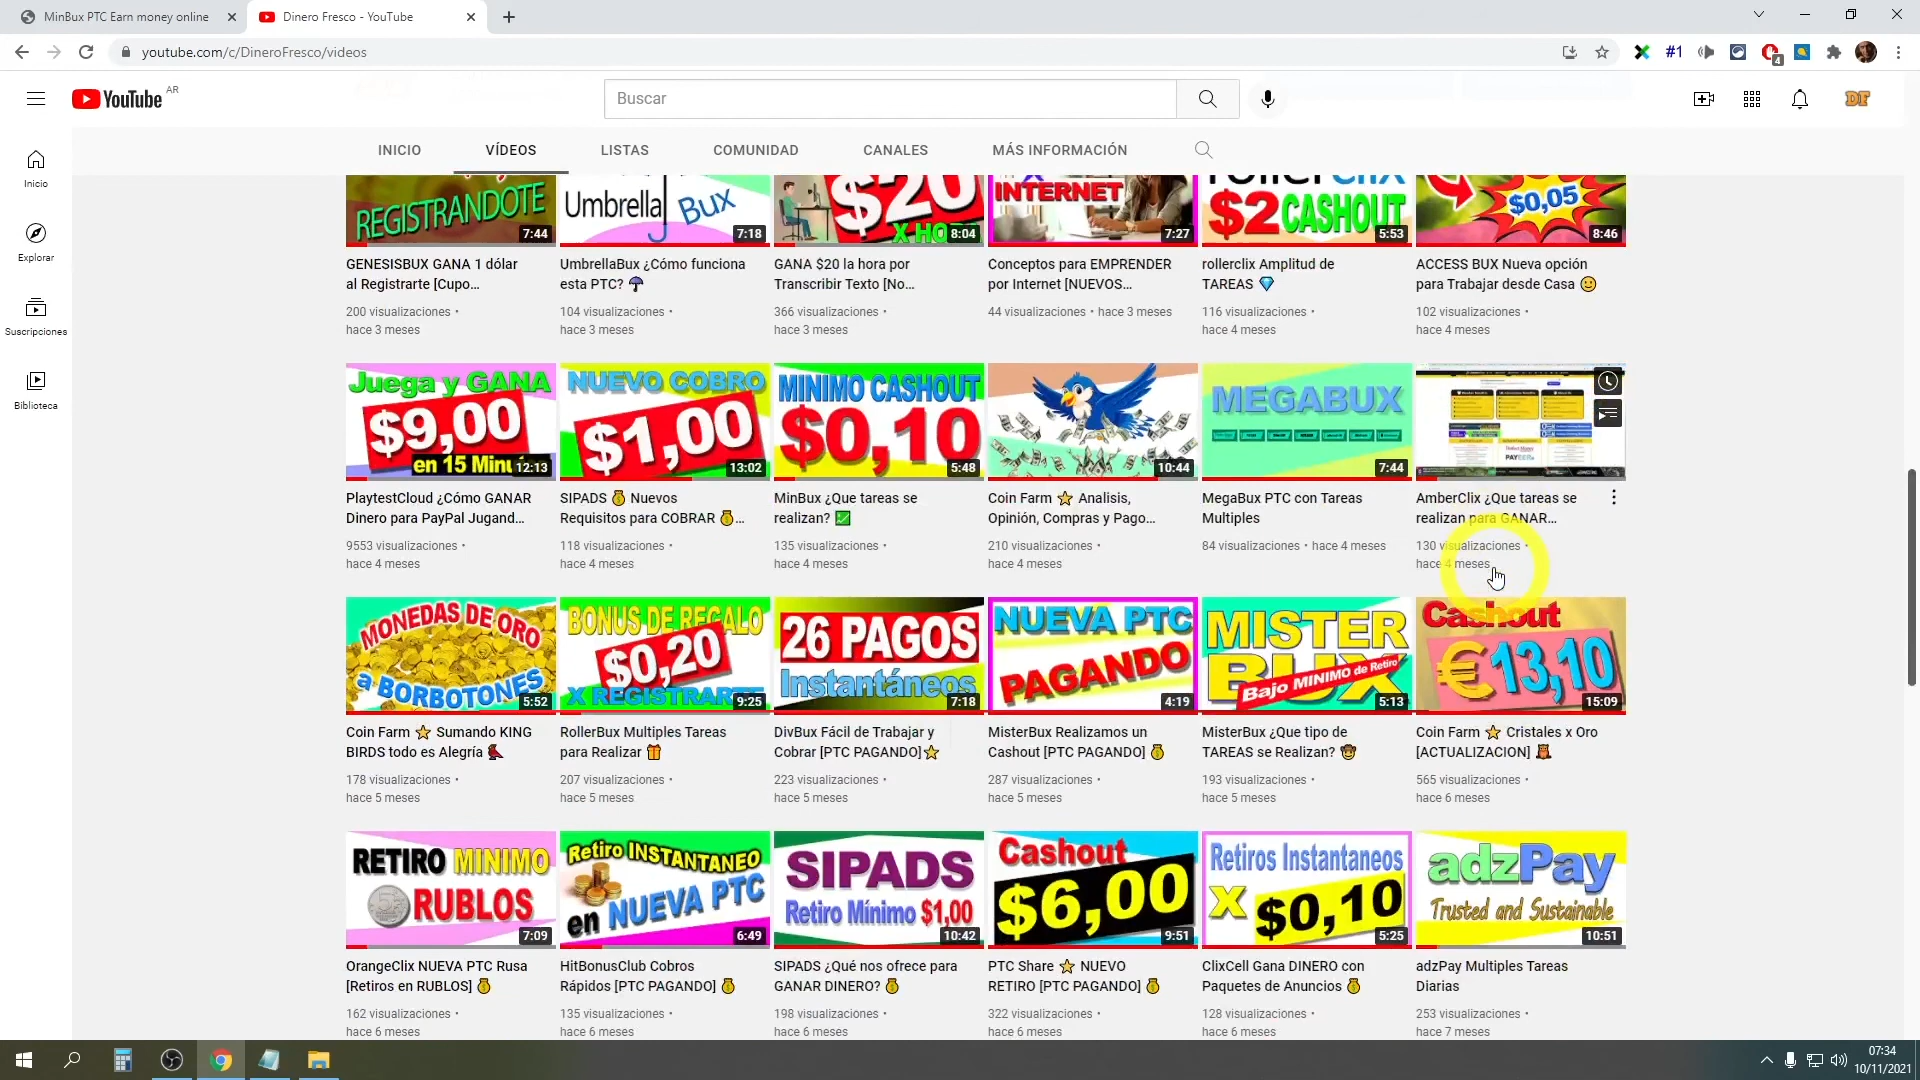 MinBux PTC Earn money online
Dinero Fresco - YouTube
youtube.com/c/DineroFresco/videos
#1
4
YouTube AR
Buscar
DF
INICIO
VÍDEOS
LISTAS
COMUNIDAD
CANALES
MÁS INFORMACIÓN
Inicio
Explorar
Suscripciones
Biblioteca
REGISTRANDOTE
7:44
Umbrella Bux
7:18
$20
X HO
8:04
INTERNET
7:27
$2 CASHOUT
5:53
$0,05
8:46
GENESISBUX GANA 1 dólar
al Registrarte [Cupo...
200 visualizaciones •
hace 3 meses
UmbrellaBux ¿Cómo funciona
esta PTC? ☂
104 visualizaciones •
hace 3 meses
GANA $20 la hora por
Transcribir Texto [No...
366 visualizaciones •
hace 3 meses
Conceptos para EMPRENDER
por Internet [NUEVOS...
44 visualizaciones • hace 3 meses
rollerclix Amplitud de
TAREAS 💎
116 visualizaciones •
hace 4 meses
ACCESS BUX Nueva opción
para Trabajar desde Casa 🙂
102 visualizaciones •
hace 4 meses
Juega y GANA
$9,00
en 15 Minu
12:13
NUEVO COBRO
$1,00
13:02
MINIMO CASHOUT
$0,10
5:48
10:44
MEGABUX
7:44
PAYEER
PlaytestCloud ¿Cómo GANAR
Dinero para PayPal Jugand...
9553 visualizaciones •
hace 4 meses
SIPADS 💰 Nuevos
Requisitos para COBRAR 💰...
118 visualizaciones •
hace 4 meses
MinBux ¿Que tareas se
realizan? 💹
135 visualizaciones •
hace 4 meses
Coin Farm ⭐ Analisis,
Opinión, Compras y Pago...
210 visualizaciones •
hace 4 meses
MegaBux PTC con Tareas
Multiples
84 visualizaciones • hace 4 meses
AmberClix ¿Que tareas se
realizan para GANAR...
130 visualizaciones •
hace 4 meses
MONEDAS DE ORO
a BORBOTONES
5:52
BONUS DE REGALO
$0,20
X REGISTRARTE
9:25
26 PAGOS
Instantáneos
7:18
NUEVA PTC
PAGANDO
4:19
MISTER
BUX
Bajo MINIMO de Retiro
5:13
Cashout
€13,10
15:09
Coin Farm ⭐ Sumando KING
BIRDS todo es Alegría 🐦
178 visualizaciones •
hace 5 meses
RollerBux Multiples Tareas
para Realizar 🎁
207 visualizaciones •
hace 5 meses
DivBux Fácil de Trabajar y
Cobrar [PTC PAGANDO]⭐
223 visualizaciones •
hace 5 meses
MisterBux Realizamos un
Cashout [PTC PAGANDO] 💰
287 visualizaciones •
hace 5 meses
MisterBux ¿Que tipo de
TAREAS se Realizan? 🤠
193 visualizaciones •
hace 5 meses
Coin Farm ⭐ Cristales x Oro
[ACTUALIZACION] 🦉
565 visualizaciones •
hace 6 meses
RETIRO MINIMO
5 RUBLOS
7:09
Retiro INSTANTANEO
en NUEVA PTC
6:49
SIPADS
Retiro Mínimo $1,00
10:42
Cashout
$6,00
9:51
Retiros Instantaneos
X $0,10
5:25
adzPay
Trusted and Sustainable
10:51
OrangeClix NUEVA PTC Rusa
[Retiros en RUBLOS] 💰
162 visualizaciones •
hace 6 meses
HitBonusClub Cobros
Rápidos [PTC PAGANDO] 💰
135 visualizaciones •
hace 6 meses
SIPADS ¿Qué nos ofrece para
GANAR DINERO? 💰
198 visualizaciones •
hace 6 meses
PTC Share ⭐ NUEVO
RETIRO [PTC PAGANDO] 💰
322 visualizaciones •
hace 6 meses
ClixCell Gana DINERO con
Paquetes de Anuncios 💰
128 visualizaciones •
hace 6 meses
adzPay Multiples Tareas
Diarias
253 visualizaciones •
hace 7 meses
07:34
10/11/2021